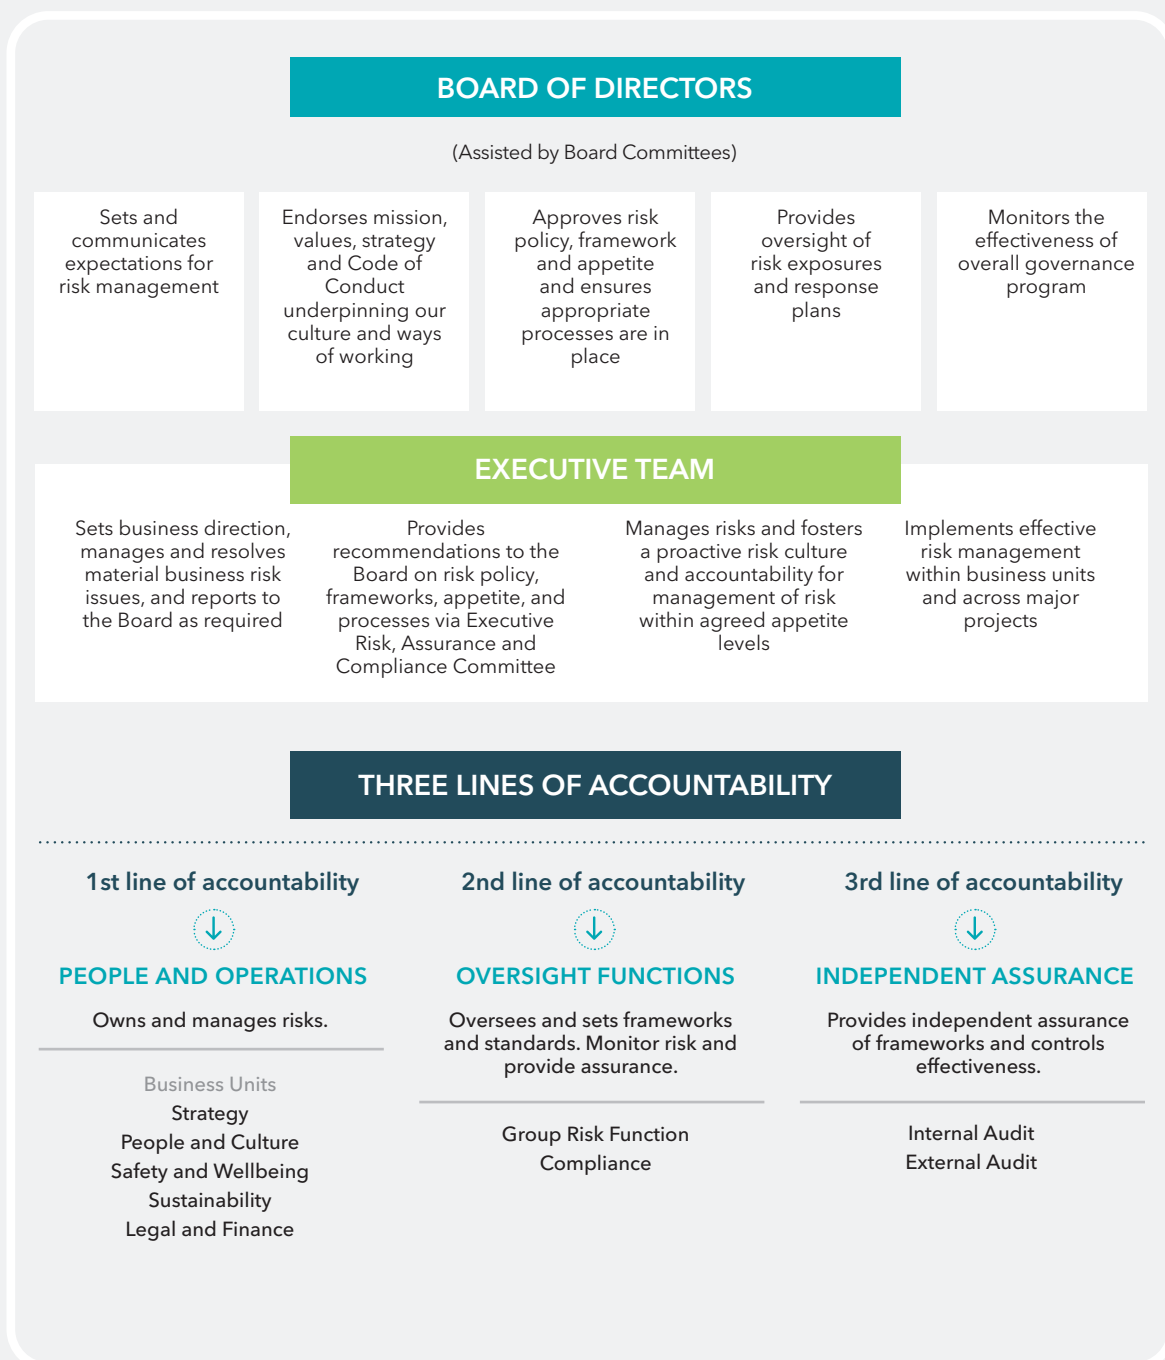 BOARD OF DIRECTORS
(Assisted by Board Committees)
Sets and
communicates
expectations for
risk management
Endorses mission,
values, strategy
and Code of
Conduct
underpinning our
culture and ways
of working
Approves risk
policy, framework
and appetite
and ensures
appropriate
processes are in
place
Provides
oversight of
risk exposures
and response
plans
Monitors the
effectiveness of
overall governance
program
EXECUTIVE TEAM
Sets business direction,
manages and resolves
material business risk
issues, and reports to
the Board as required
Provides
recommendations to the
Board on risk policy,
frameworks, appetite, and
processes via Executive
Risk, Assurance and
Compliance Committee
Manages risks and fosters
a proactive risk culture
and accountability for
management of risk
within agreed appetite
levels
Implements effective
risk management
within business units
and across major
projects
THREE LINES OF ACCOUNTABILITY
1st line of accountability
PEOPLE AND OPERATIONS
Owns and manages risks.
Business Units
Strategy
People and Culture
Safety and Wellbeing
Sustainability
Legal and Finance
2nd line of accountability
OVERSIGHT FUNCTIONS
Oversees and sets frameworks
and standards. Monitor risk and
provide assurance.
Group Risk Function
Compliance
3rd line of accountability
INDEPENDENT ASSURANCE
Provides independent assurance
of frameworks and controls
effectiveness.
Internal Audit
External Audit